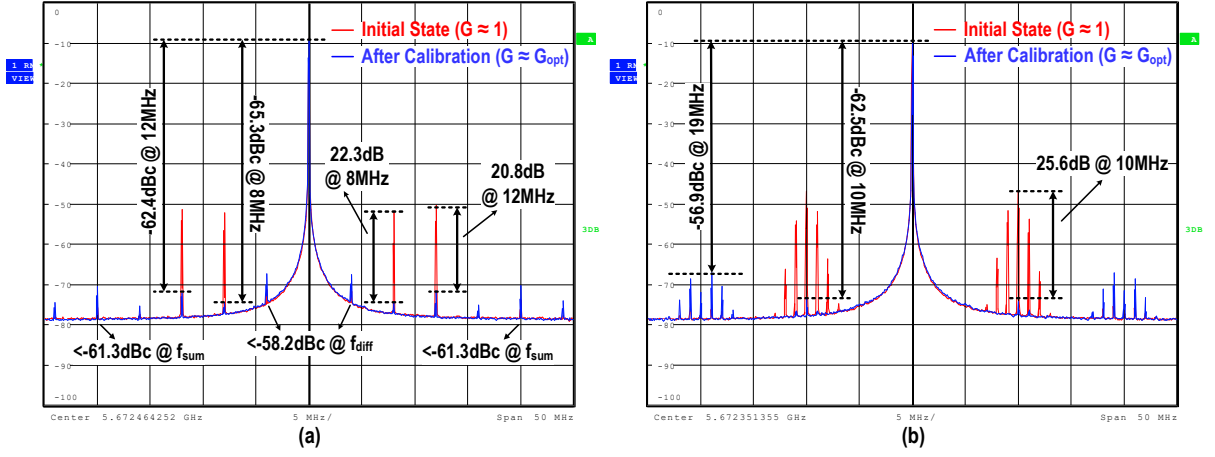 0
-10
-20
-30
-40
-50
-60
-70
-80
-90
-100
A
1 RM *
VIEW
3DB
Initial State (G ≈ 1)
After Calibration (G ≈ Gopt)
-62.4dBc @ 12MHz
-65.3dBc @ 8MHz
22.3dB
@ 8MHz
20.8dB
@ 12MHz
<-61.3dBc @ fsum
<-58.2dBc @ fdiff
<-61.3dBc @ fsum
Center 5.672464252 GHz
5 MHz/
Span 50 MHz
(a)
0
-10
-20
-30
-40
-50
-60
-70
-80
-90
-100
A
1 RM *
VIEW
3DB
Initial State (G ≈ 1)
After Calibration (G ≈ Gopt)
-56.9dBc @ 19MHz
-62.5dBc @ 10MHz
25.6dB @ 10MHz
Center 5.672351355 GHz
5 MHz/
Span 50 MHz
(b)